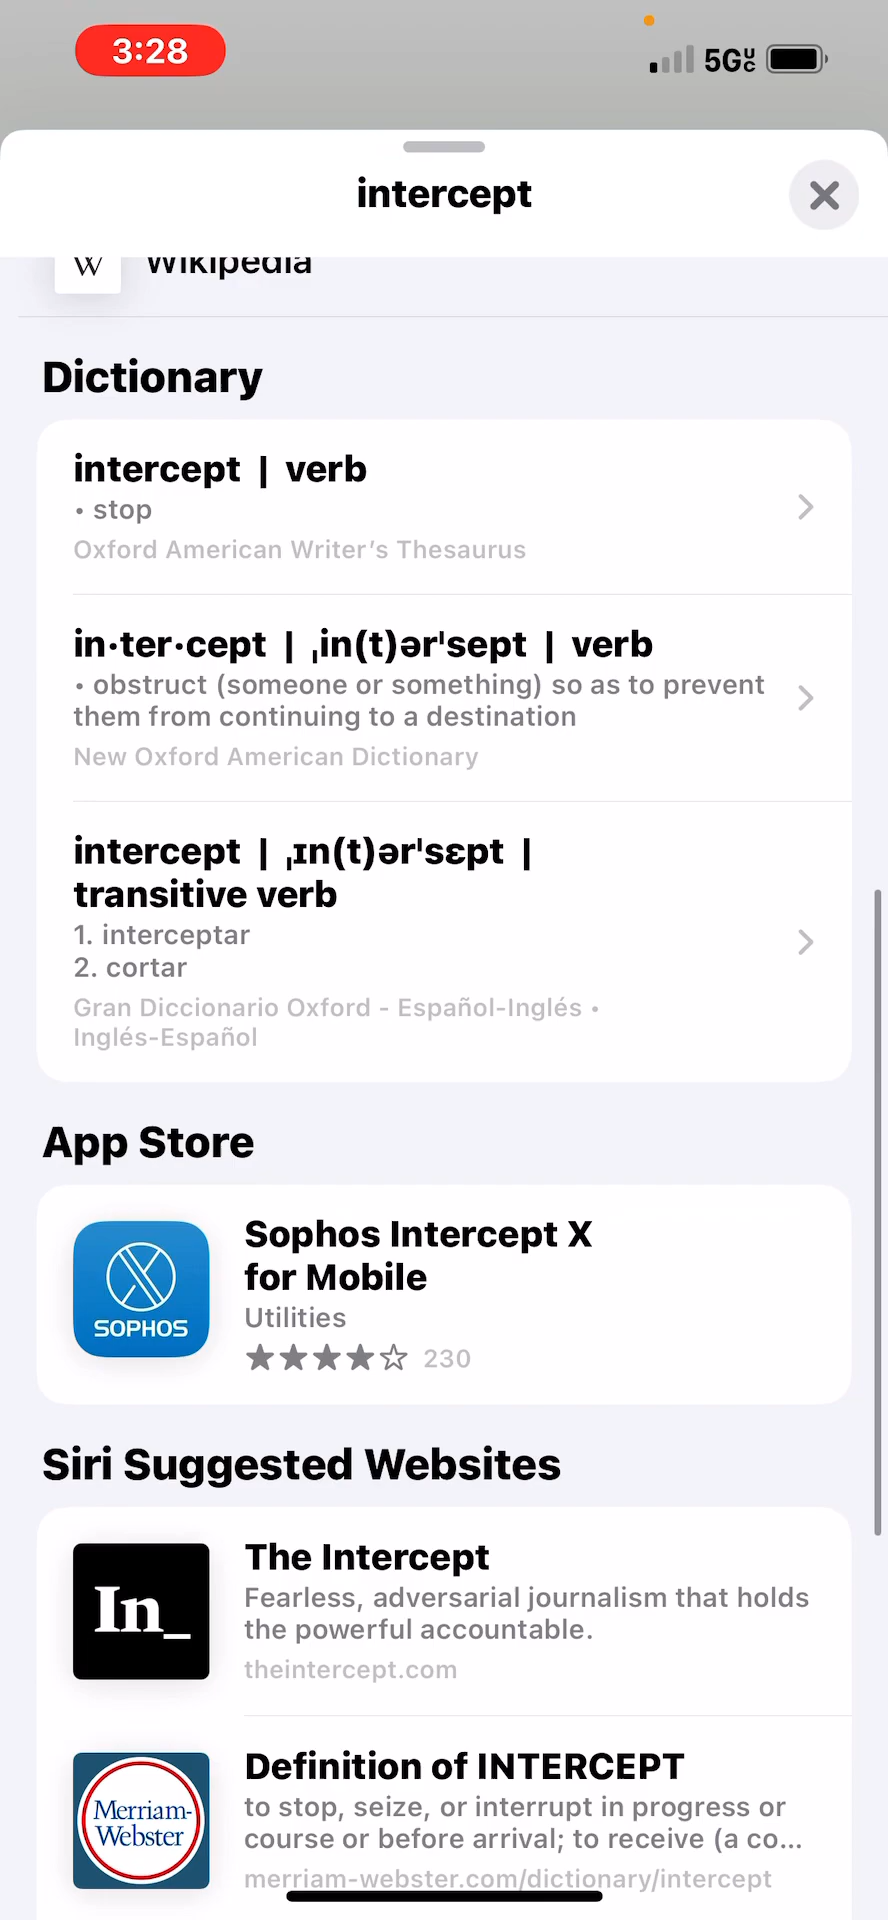 3:28
5G UC
intercept
W Wikipedia
Dictionary
intercept | verb
• stop
Oxford American Writer's Thesaurus
in·ter·cept | ˌin(t)ərˈsept | verb
• obstruct (someone or something) so as to prevent
them from continuing to a destination
New Oxford American Dictionary
intercept | ˌɪn(t)ərˈsɛpt |
transitive verb
1. interceptar
2. cortar
Gran Diccionario Oxford - Español-Inglés •
Inglés-Español
App Store
SOPHOS
Sophos Intercept X
for Mobile
Utilities
★★★★☆ 230
Siri Suggested Websites
In_
The Intercept
Fearless, adversarial journalism that holds
the powerful accountable.
theintercept.com
Merriam-
Webster
Definition of INTERCEPT
to stop, seize, or interrupt in progress or
course or before arrival; to receive (a co...
merriam-webster.com/dictionary/intercept